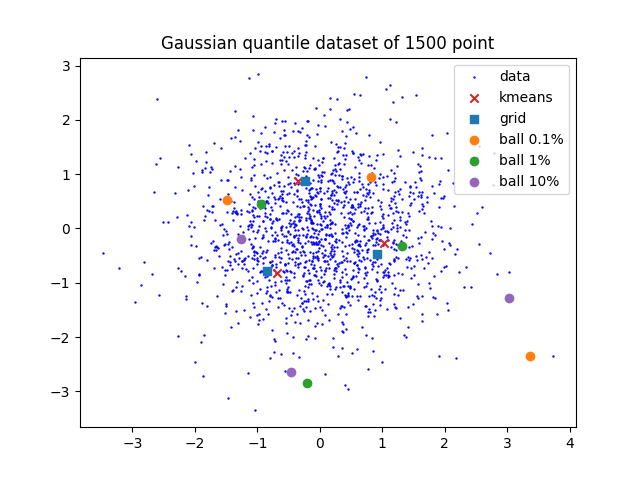 Gaussian quantile dataset of 1500 point
data
kmeans
grid
ball 0.1%
ball 1%
ball 10%
3
2
1
0
−1
−2
−3
−3 −2 −1 0 1 2 3 4